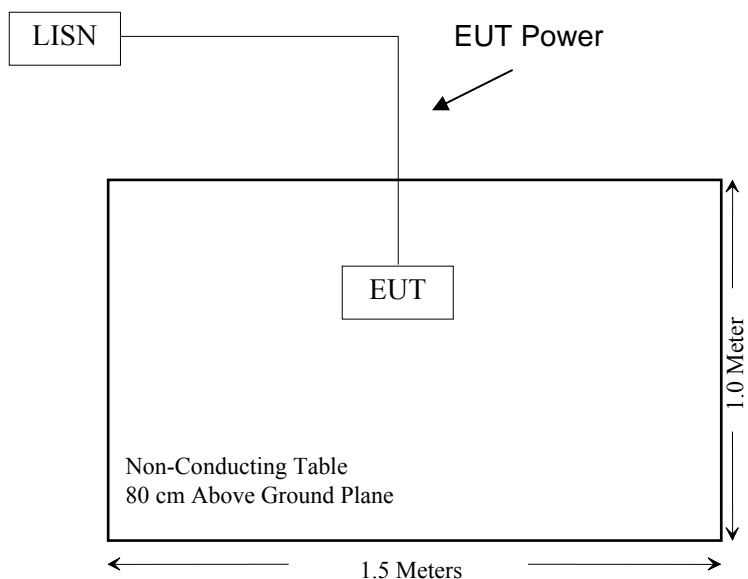 LISN
EUT Power
EUT
1.0 Meter
Non-Conducting Table
80 cm Above Ground Plane
1.5 Meters